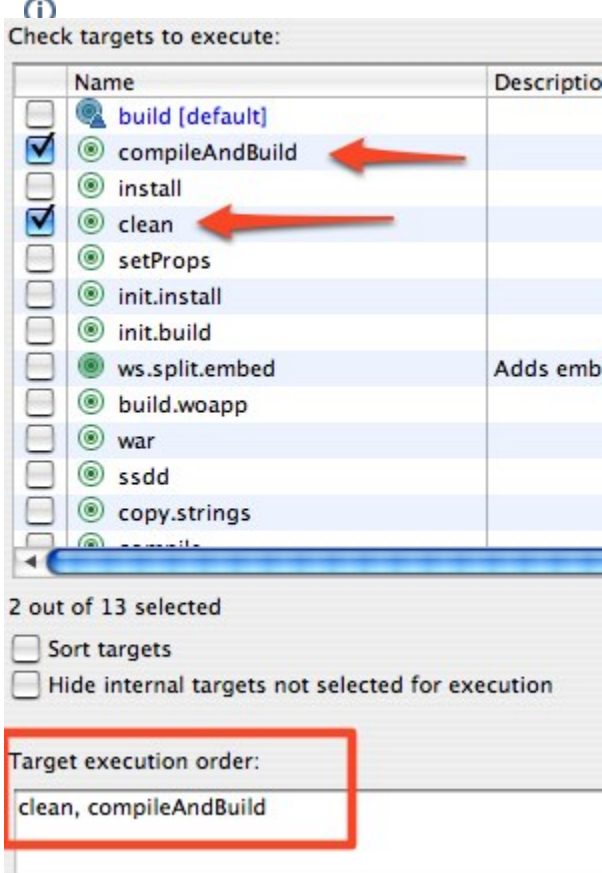 Check targets to execute:
Name Descriptio
build [default]
compileAndBuild
install
clean
setProps
init.install
init.build
ws.split.embed Adds emb
build.woapp
war
ssdd
copy.strings
compile
2 out of 13 selected
Sort targets
Hide internal targets not selected for execution
Target execution order:
clean, compileAndBuild